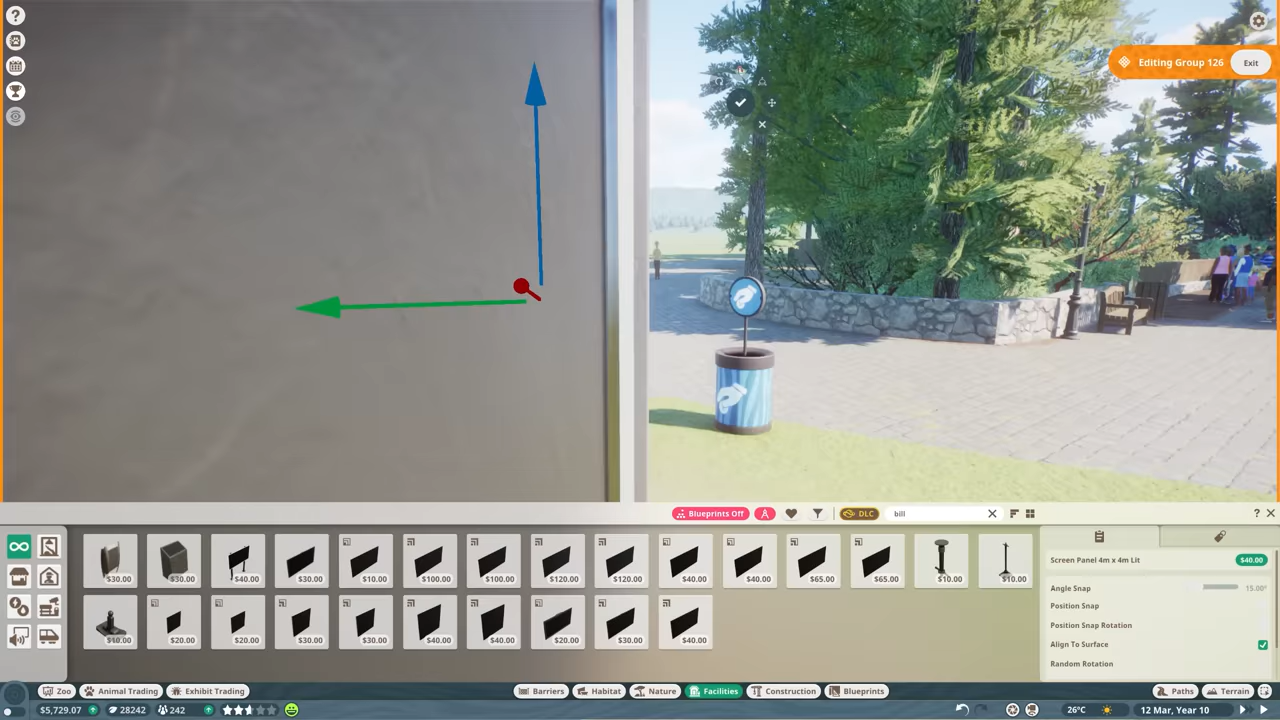 Editing Group 126
Exit
Blueprints Off
DLC
bill
$30.00
$30.00
$40.00
$30.00
$10.00
$100.00
$100.00
$120.00
$120.00
$40.00
$40.00
$65.00
$65.00
$10.00
$10.00
$10.00
$20.00
$20.00
$30.00
$30.00
$40.00
$40.00
$20.00
$30.00
$40.00
Screen Panel 4m x 4m Lit
$40.00
Angle Snap
15.00°
Position Snap
Position Snap Rotation
Align To Surface
Random Rotation
Zoo
Animal Trading
Exhibit Trading
Barriers
Habitat
Nature
Facilities
Construction
Blueprints
Paths
Terrain
$5,729.07
28242
242
26°C
12 Mar, Year 10